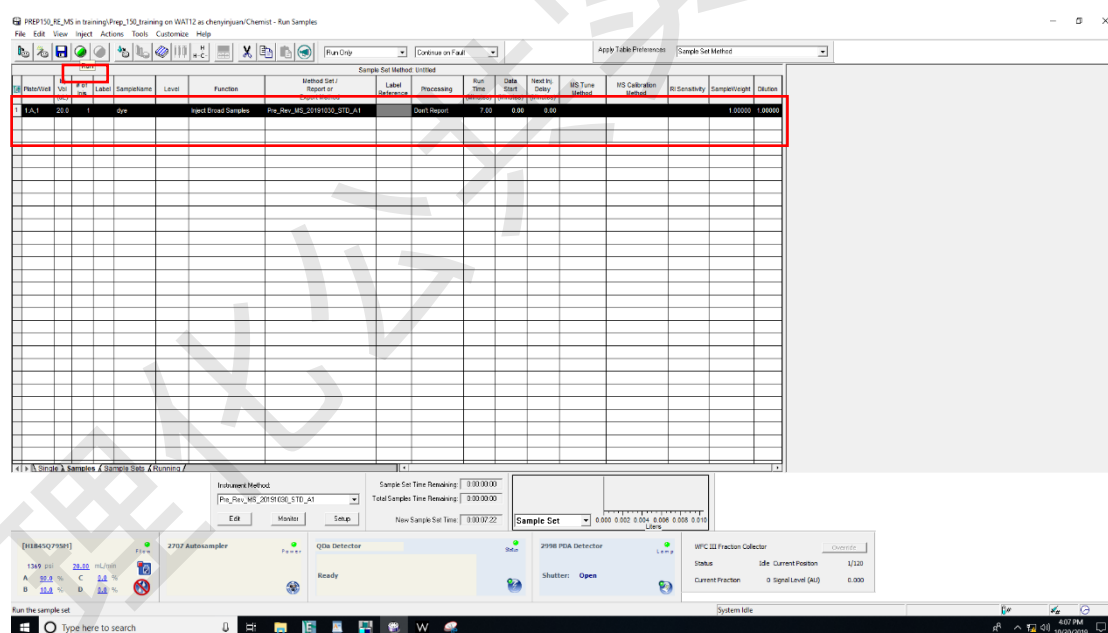 PREP150_RE_MS in training\Prep_150_training on WAT12 as chenyinjuan/Chemist - Run Samples
File Edit View Inject Actions Tools Customize Help
Run Only Continue on Fault Apply Table Preferences Sample Set Method
Run
Sample Set Method: Untitled
Plate/Well Vol # of Label SampleName Level Function Method Set / Report or Label Reference Processing Run Time Data Start Next Inj. Delay MS Tune Method MS Calibration Method RI Sensitivity SampleWeight Dilution
1 1:A,1 20.0 1 dye Inject Broad Samples Pre_Rev_MS_20191030_STD_A1 Don't Report 7.00 0.00 0.00 1.00000 1.00000
Single Samples Sample Sets Running
Instrument Method: Sample Set Time Remaining: 0:00:00:00
Pre_Rev_MS_20191030_STD_A1 Total Samples Time Remaining: 0:00:00:00
Edit Monitor Setup New Sample Set Time: 0:00:07:22 Sample Set 0.000 0.002 0.004 0.006 0.008 0.010
Liters
2707 Autosampler Power QDa Detector 2998 PDA Detector Lamp WFC III Fraction Collector Override
Flow
1369 psi 20.00 mL/min Ready Shutter: Open Status Idle Current Position 1/120
A 90.0 % C 0.0 % Current Fraction 0 Signal Level (AU) 0.000
B 10.0 % D 0.0 %
Run the sample set System Idle
Type here to search 4:07 PM
10/30/2019
理化公共